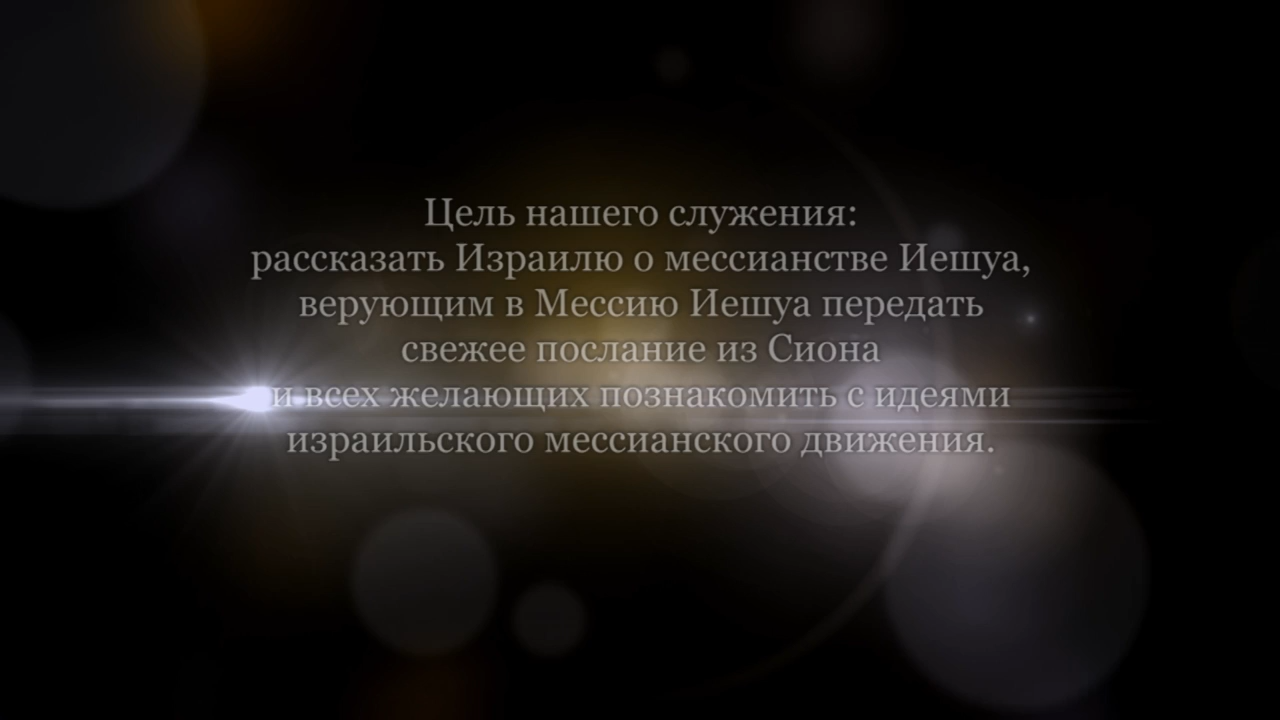 Цель нашего служения:
рассказать Израилю о мессианстве Иешуа,
верующим в Мессию Иешуа передать
свежее послание из Сиона
и всех желающих познакомить с идеями
израильского мессианского движения.